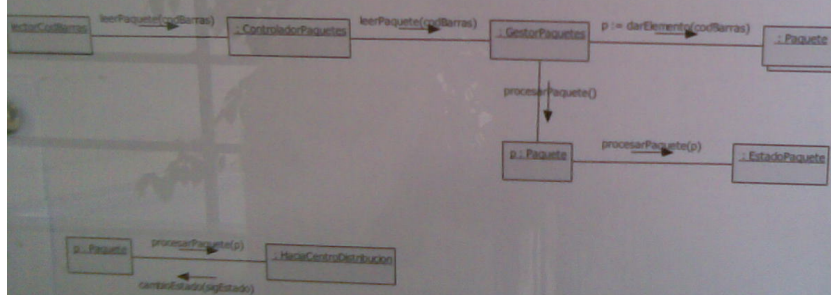 lectorCodBarras
leerPaquete(codBarras)
: ControladorPaquetes
leerPaquete(codBarras)
: GestorPaquetes
p := darElemento(codBarras)
: Paquete
procesarPaquete()
p : Paquete
procesarPaquete(p)
: EstadoPaquete
p : Paquete
procesarPaquete(p)
: HaciaCentroDistribucion
cambioEstado(sigEstado)